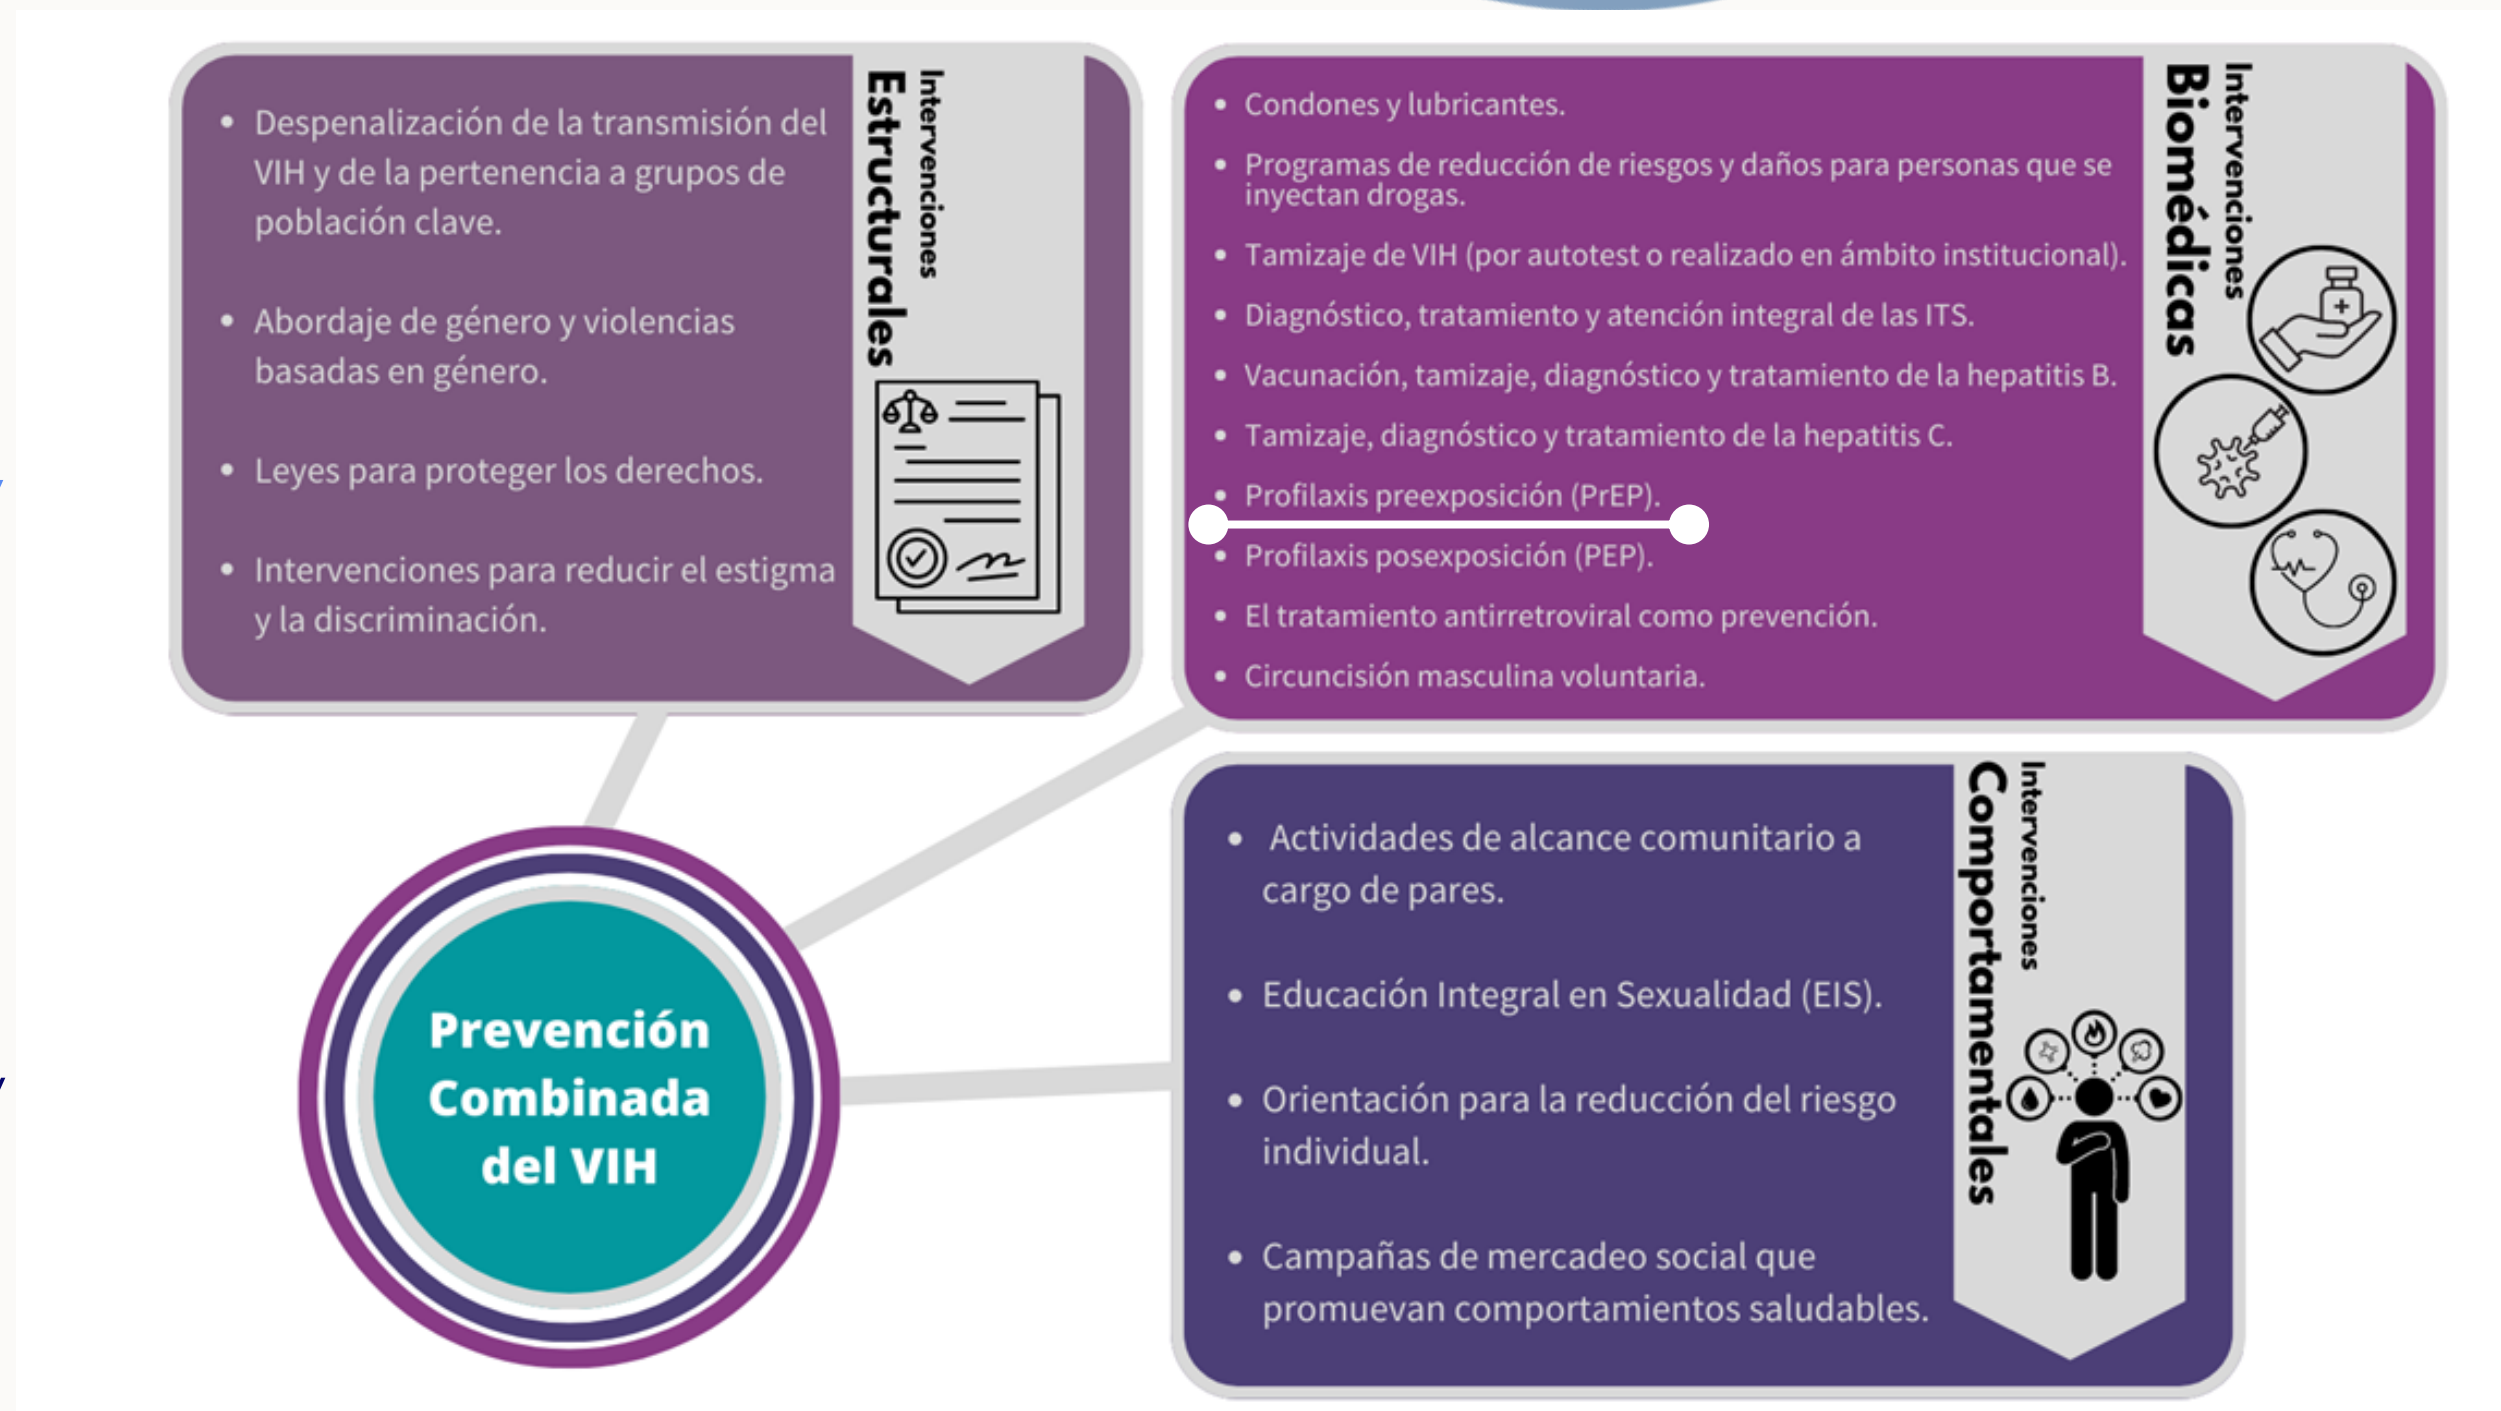 Intervenciones
Estructurales
• Despenalización de la transmisión del
VIH y de la pertenencia a grupos de
población clave.
• Abordaje de género y violencias
basadas en género.
• Leyes para proteger los derechos.
• Intervenciones para reducir el estigma
y la discriminación.
Intervenciones
Biomédicas
• Condones y lubricantes.
• Programas de reducción de riesgos y daños para personas que se
inyectan drogas.
• Tamizaje de VIH (por autotest o realizado en ámbito institucional).
• Diagnóstico, tratamiento y atención integral de las ITS.
• Vacunación, tamizaje, diagnóstico y tratamiento de la hepatitis B.
• Tamizaje, diagnóstico y tratamiento de la hepatitis C.
• Profilaxis preexposición (PrEP).
• Profilaxis posexposición (PEP).
• El tratamiento antirretroviral como prevención.
• Circuncisión masculina voluntaria.
Prevención
Combinada
del VIH
Intervenciones
Comportamentales
• Actividades de alcance comunitario a
cargo de pares.
• Educación Integral en Sexualidad (EIS).
• Orientación para la reducción del riesgo
individual.
• Campañas de mercadeo social que
promuevan comportamientos saludables.